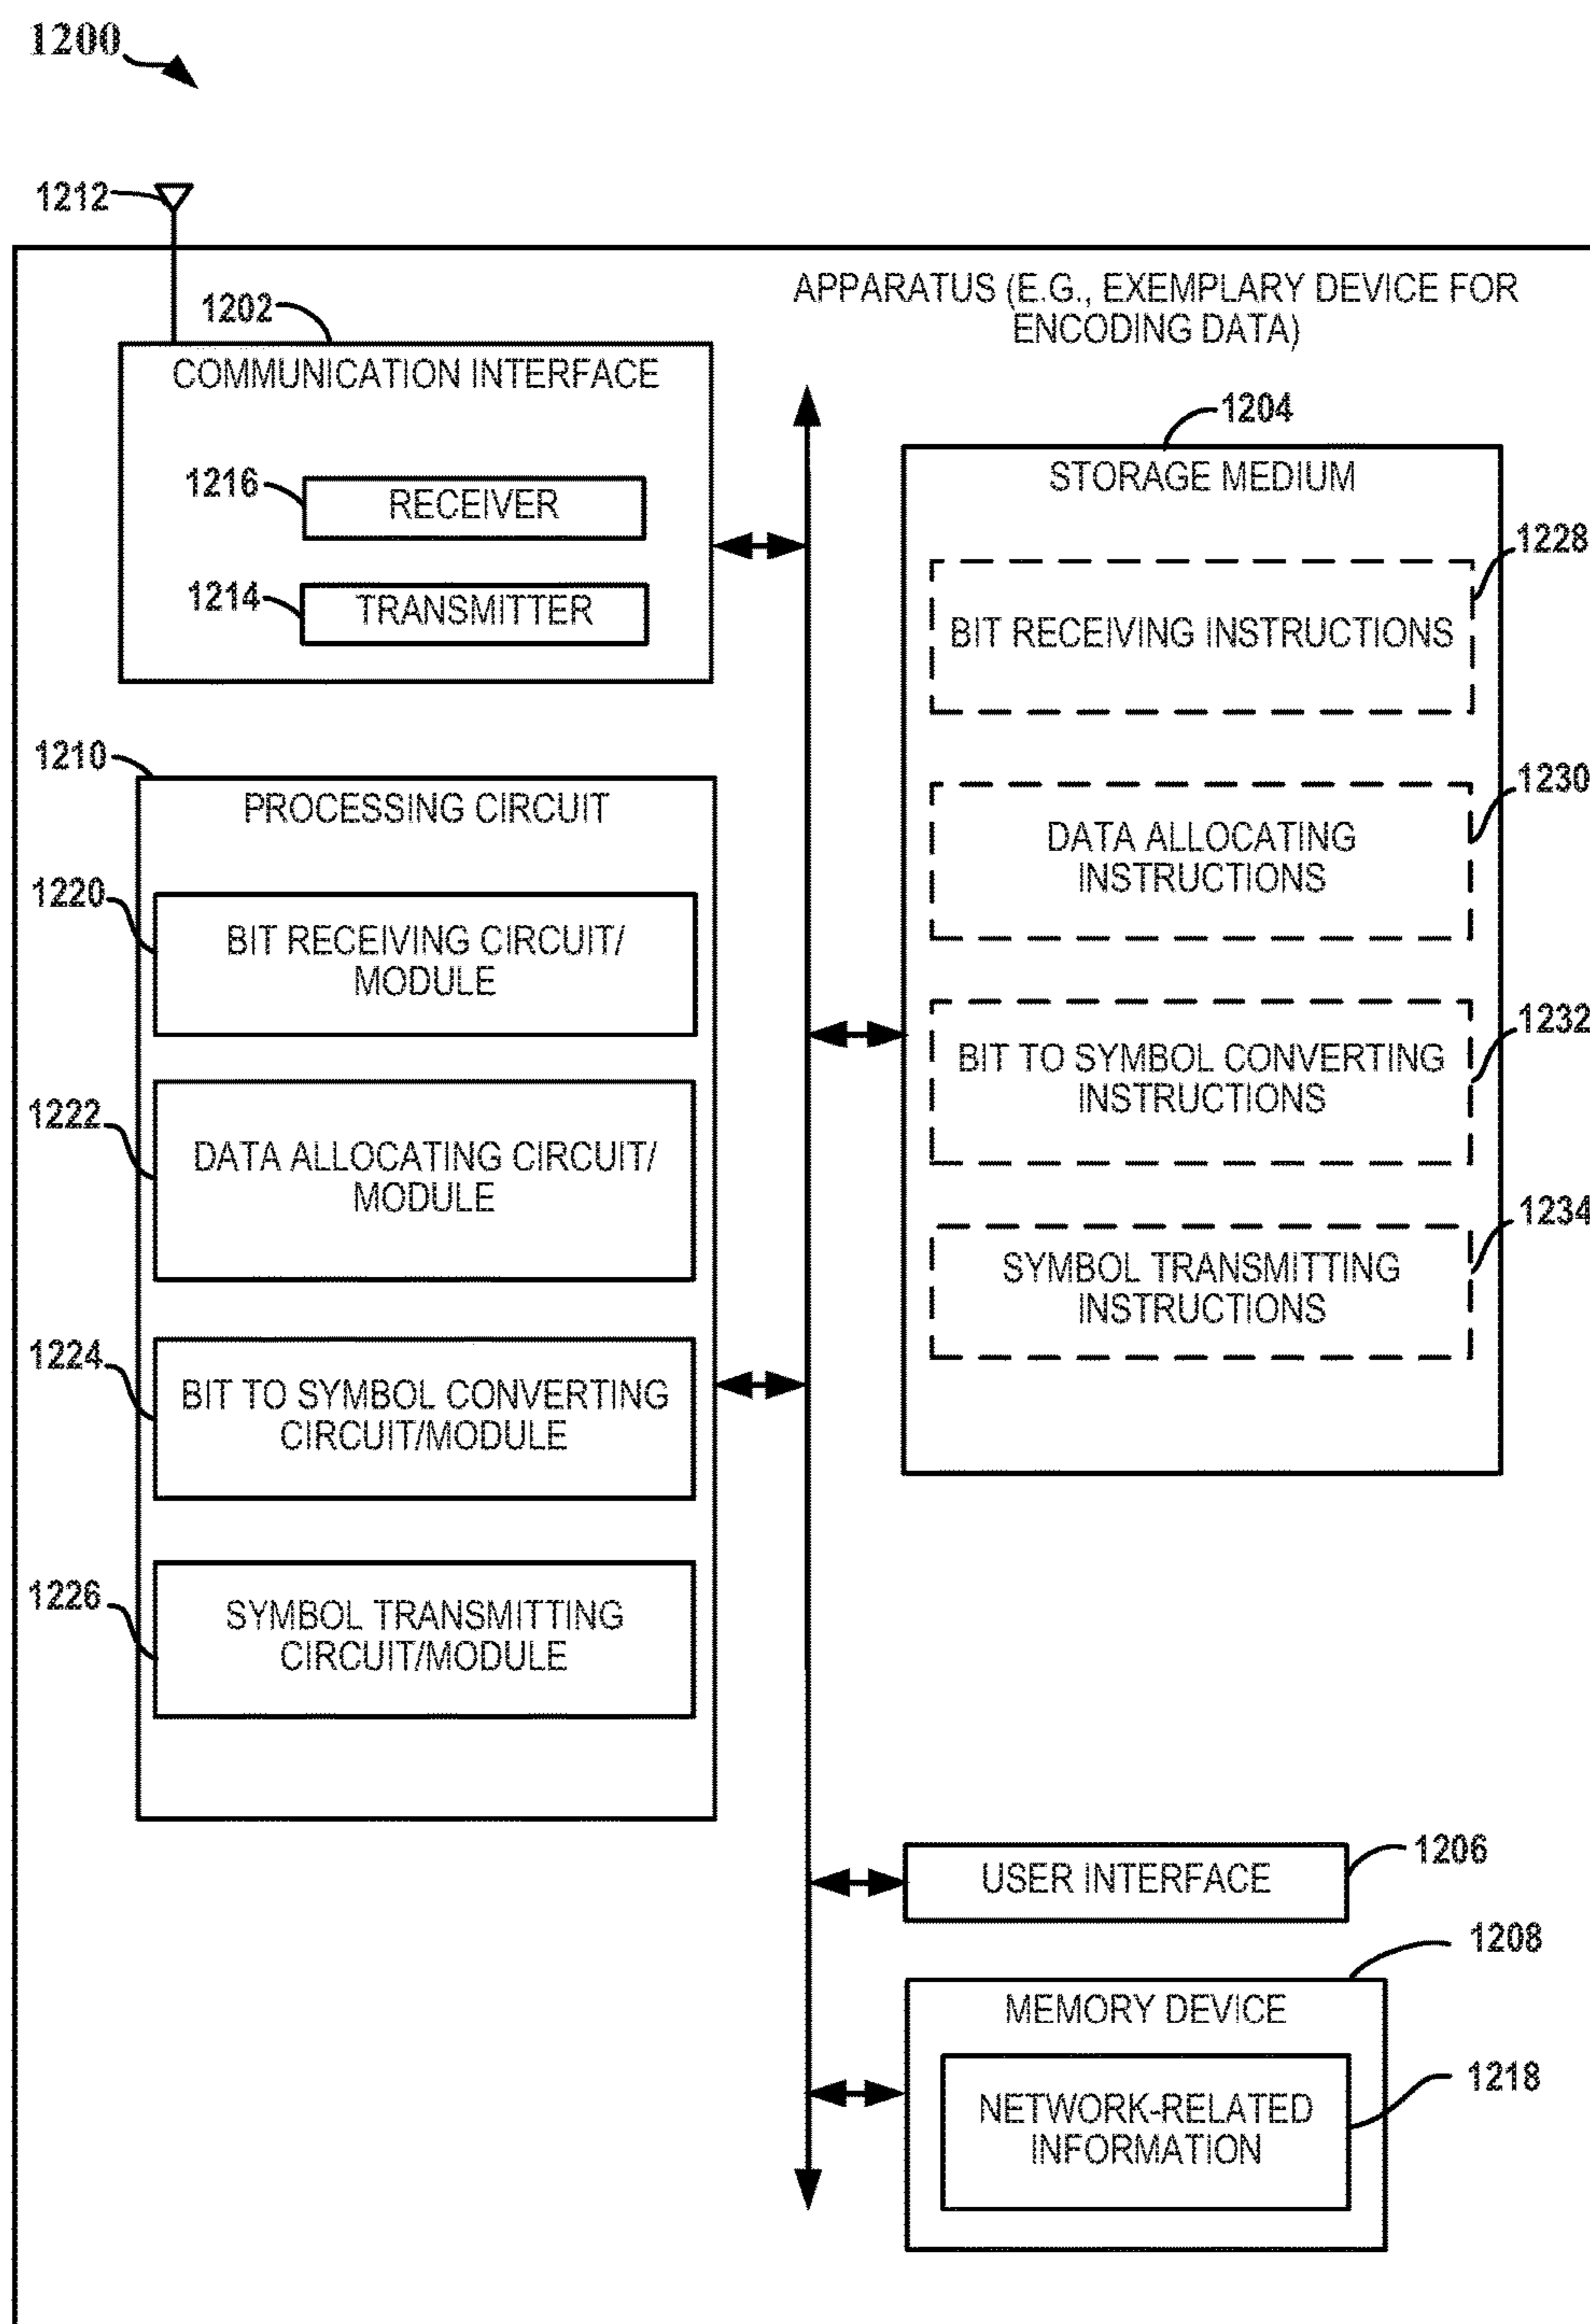 1200
1212
APPARATUS (E.G., EXEMPLARY DEVICE FOR
ENCODING DATA)
1202
COMMUNICATION INTERFACE
1216
RECEIVER
1214
TRANSMITTER
1204
STORAGE MEDIUM
1228
BIT RECEIVING INSTRUCTIONS
1230
DATA ALLOCATING
INSTRUCTIONS
1232
BIT TO SYMBOL CONVERTING
INSTRUCTIONS
1234
SYMBOL TRANSMITTING
INSTRUCTIONS
1210
PROCESSING CIRCUIT
1220
BIT RECEIVING CIRCUIT/
MODULE
1222
DATA ALLOCATING CIRCUIT/
MODULE
1224
BIT TO SYMBOL CONVERTING
CIRCUIT/MODULE
1226
SYMBOL TRANSMITTING
CIRCUIT/MODULE
1206
USER INTERFACE
1208
MEMORY DEVICE
1218
NETWORK-RELATED
INFORMATION